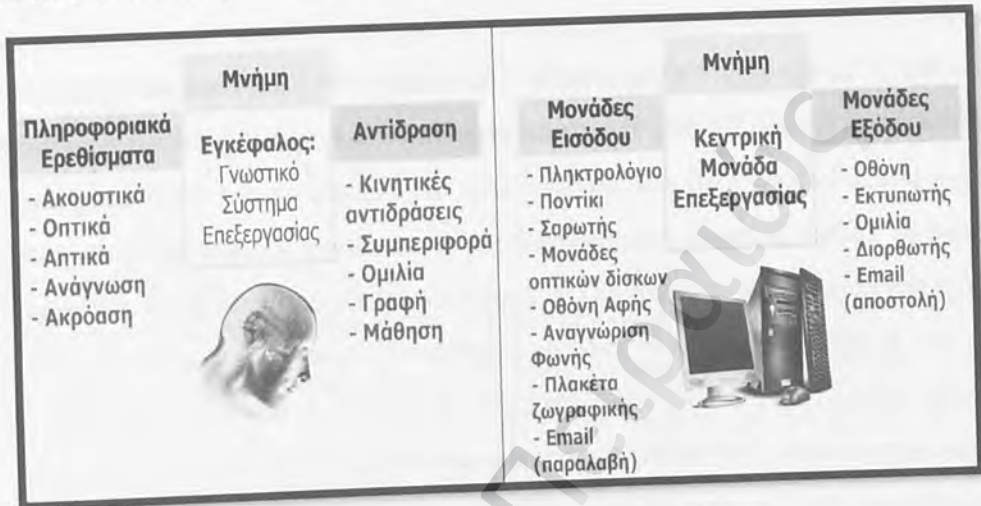 Μνήμη
Πληροφοριακά
Ερεθίσματα
- Ακουστικά
- Οπτικά
- Απτικά
- Ανάγνωση
- Ακρόαση
Εγκέφαλος:
Γνωστικό
Σύστημα
Επεξεργασίας
Αντίδραση
- Κινητικές
αντιδράσεις
- Συμπεριφορά
- Ομιλία
- Γραφή
- Μάθηση
Μνήμη
Μονάδες
Εισόδου
- Πληκτρολόγιο
- Ποντίκι
- Σαρωτής
- Μονάδες
οπτικών δίσκων
- Οθόνη Αφής
- Αναγνώριση
Φωνής
- Πλακέτα
ζωγραφικής
- Email
(παραλαβή)
Κεντρική
Μονάδα
Επεξεργασίας
Μονάδες
Εξόδου
- Οθόνη
- Εκτυπωτής
- Ομιλία
- Διορθωτής
- Email
(αποστολή)
Πειραιώς